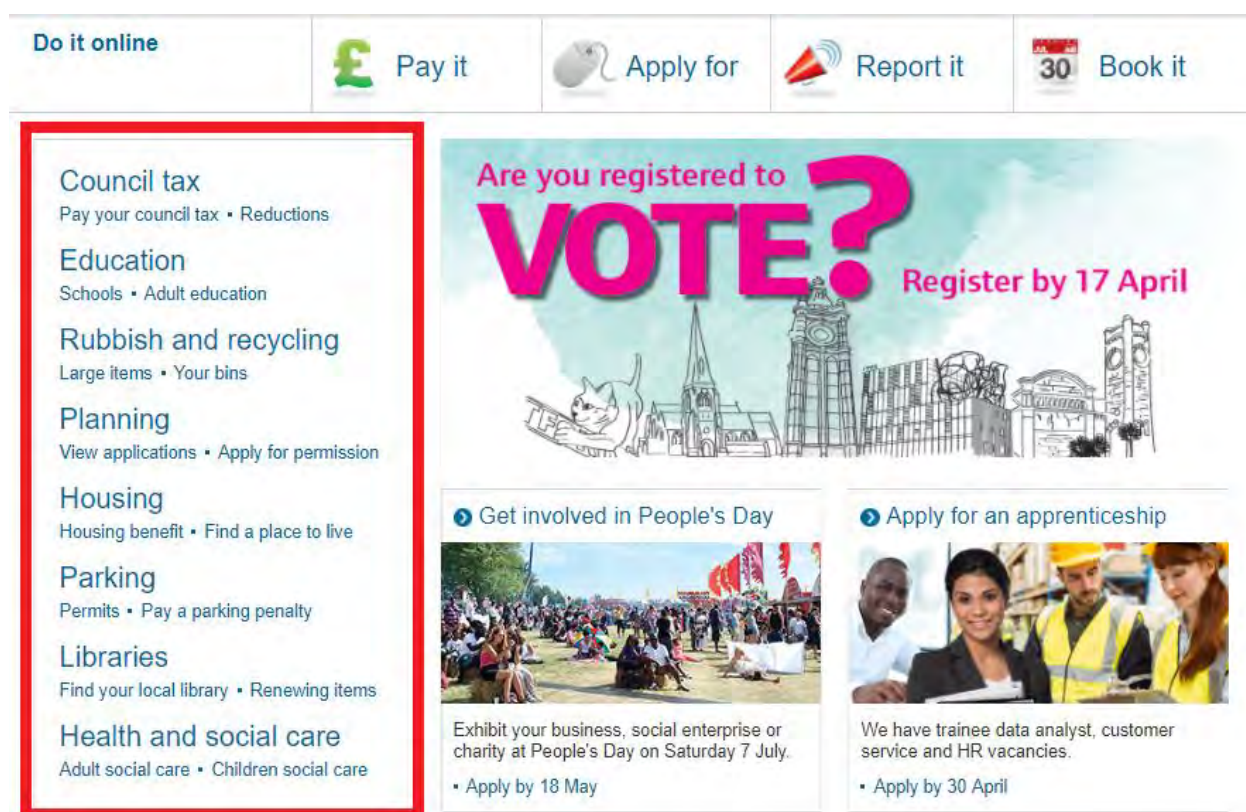 Do it online
Pay it
Apply for
Report it
30
Book it
Council tax
Pay your council tax ▪ Reductions
Education
Schools ▪ Adult education
Rubbish and recycling
Large items ▪ Your bins
Planning
View applications ▪ Apply for permission
Housing
Housing benefit ▪ Find a place to live
Parking
Permits ▪ Pay a parking penalty
Libraries
Find your local library ▪ Renewing items
Health and social care
Adult social care ▪ Children social care
Are you registered to
VOTE?
Register by 17 April
Get involved in People's Day
Exhibit your business, social enterprise or
charity at People's Day on Saturday 7 July.
▪ Apply by 18 May
Apply for an apprenticeship
We have trainee data analyst, customer
service and HR vacancies.
▪ Apply by 30 April